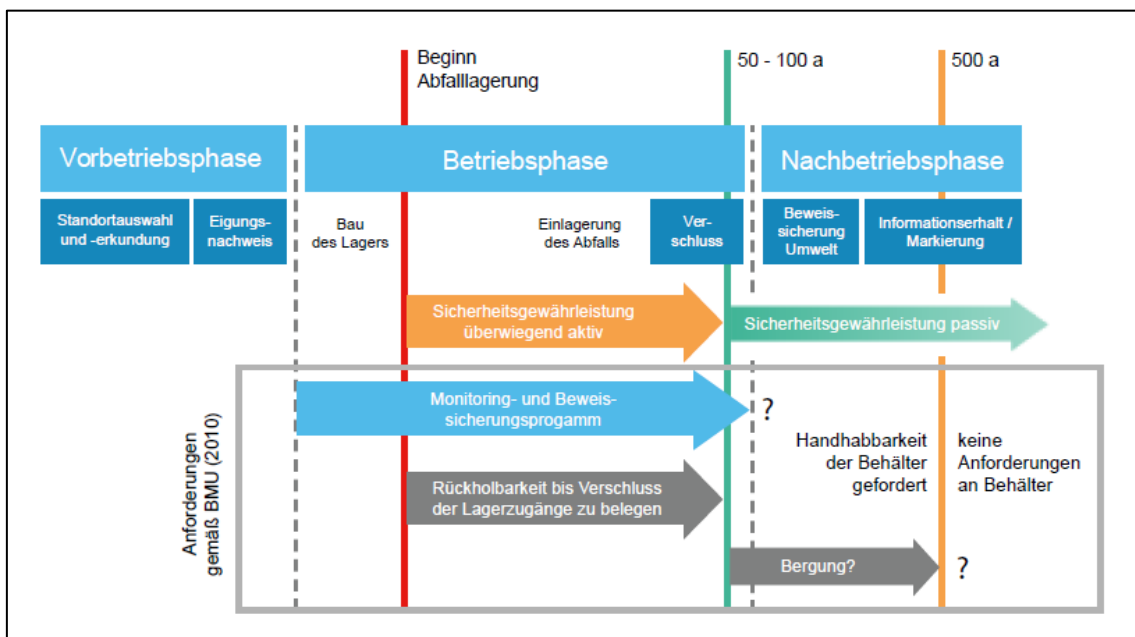 Beginn
Abfalllagerung
50 - 100 a
500 a
Vorbetriebsphase
Betriebsphase
Nachbetriebsphase
Standortauswahl
und -erkundung
Eigungs-
nachweis
Bau
des Lagers
Einlagerung
des Abfalls
Ver-
schluss
Beweis-
sicherung
Umwelt
Informationserhalt /
Markierung
Sicherheitsgewährleistung
überwiegend aktiv
Sicherheitsgewährleistung passiv
Anforderungen
gemäß BMU (2010)
Monitoring- und Beweis-
sicherungsprogamm
?
Handhabbarkeit
der Behälter
gefordert
keine
Anforderungen
an Behälter
Rückholbarkeit bis Verschluss
der Lagerzugänge zu belegen
Bergung?
?